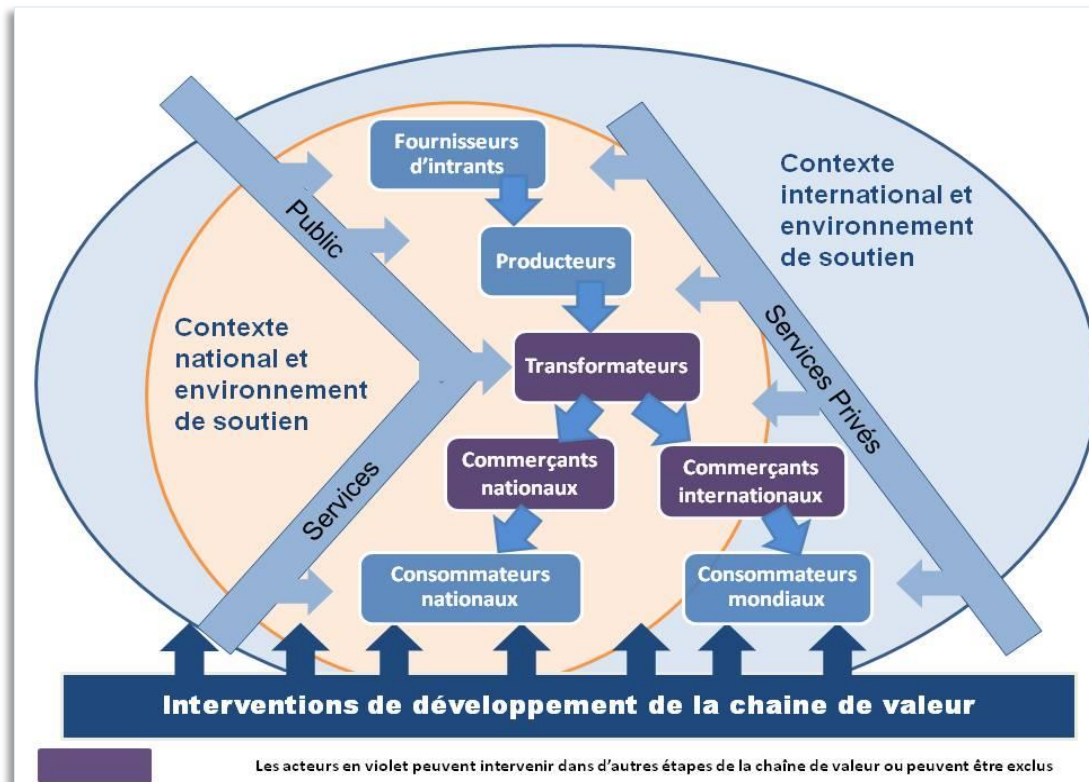 Fournisseurs
d'intrants
Contexte
international et
environnement
de soutien
Public
Producteurs
Contexte
national et
environnement
de soutien
Services Privés
Transformateurs
Commerçants
nationaux
Commerçants
internationaux
Services
Consommateurs
nationaux
Consommateurs
mondiaux
Interventions de développement de la chaine de valeur
Les acteurs en violet peuvent intervenir dans d'autres étapes de la chaîne de valeur ou peuvent être exclus